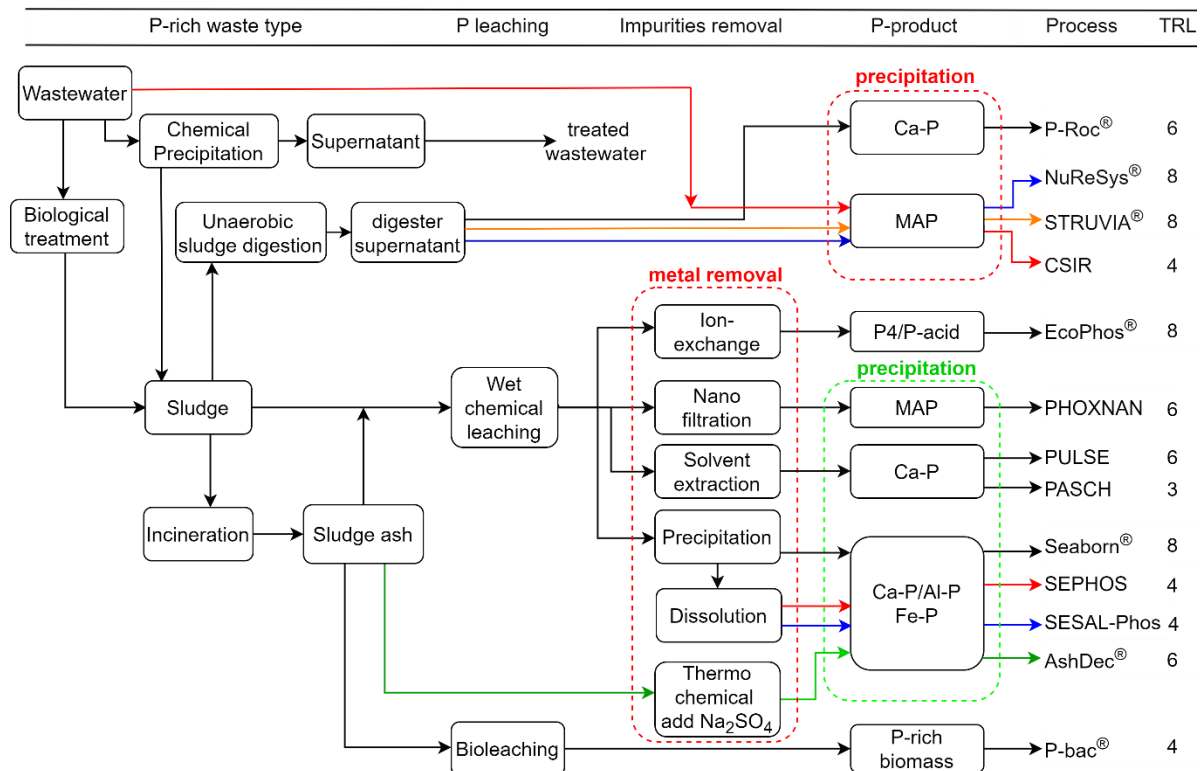 P-rich waste type P leaching Impurities removal P-product Process TRL
precipitation
Wastewater
Chemical
Precipitation
Supernatant
treated
wastewater
Ca-P
P-Roc® 6
Biological
treatment
Unaerobic
sludge digestion
digester
supernatant
MAP
NuReSys® 8
STRUVIA® 8
CSIR 4
metal removal
Ion-
exchange
P4/P-acid
EcoPhos® 8
precipitation
Sludge
Wet
chemical
leaching
Nano
filtration
MAP
PHOXNAN 6
Solvent
extraction
Ca-P
PULSE 6
PASCH 3
Incineration
Sludge ash
Precipitation
Dissolution
Ca-P/Al-P
Fe-P
Seaborn® 8
SEPHOS 4
SESAL-Phos 4
AshDec® 6
Thermo
chemical
add Na₂SO₄
Bioleaching
P-rich
biomass
P-bac® 4